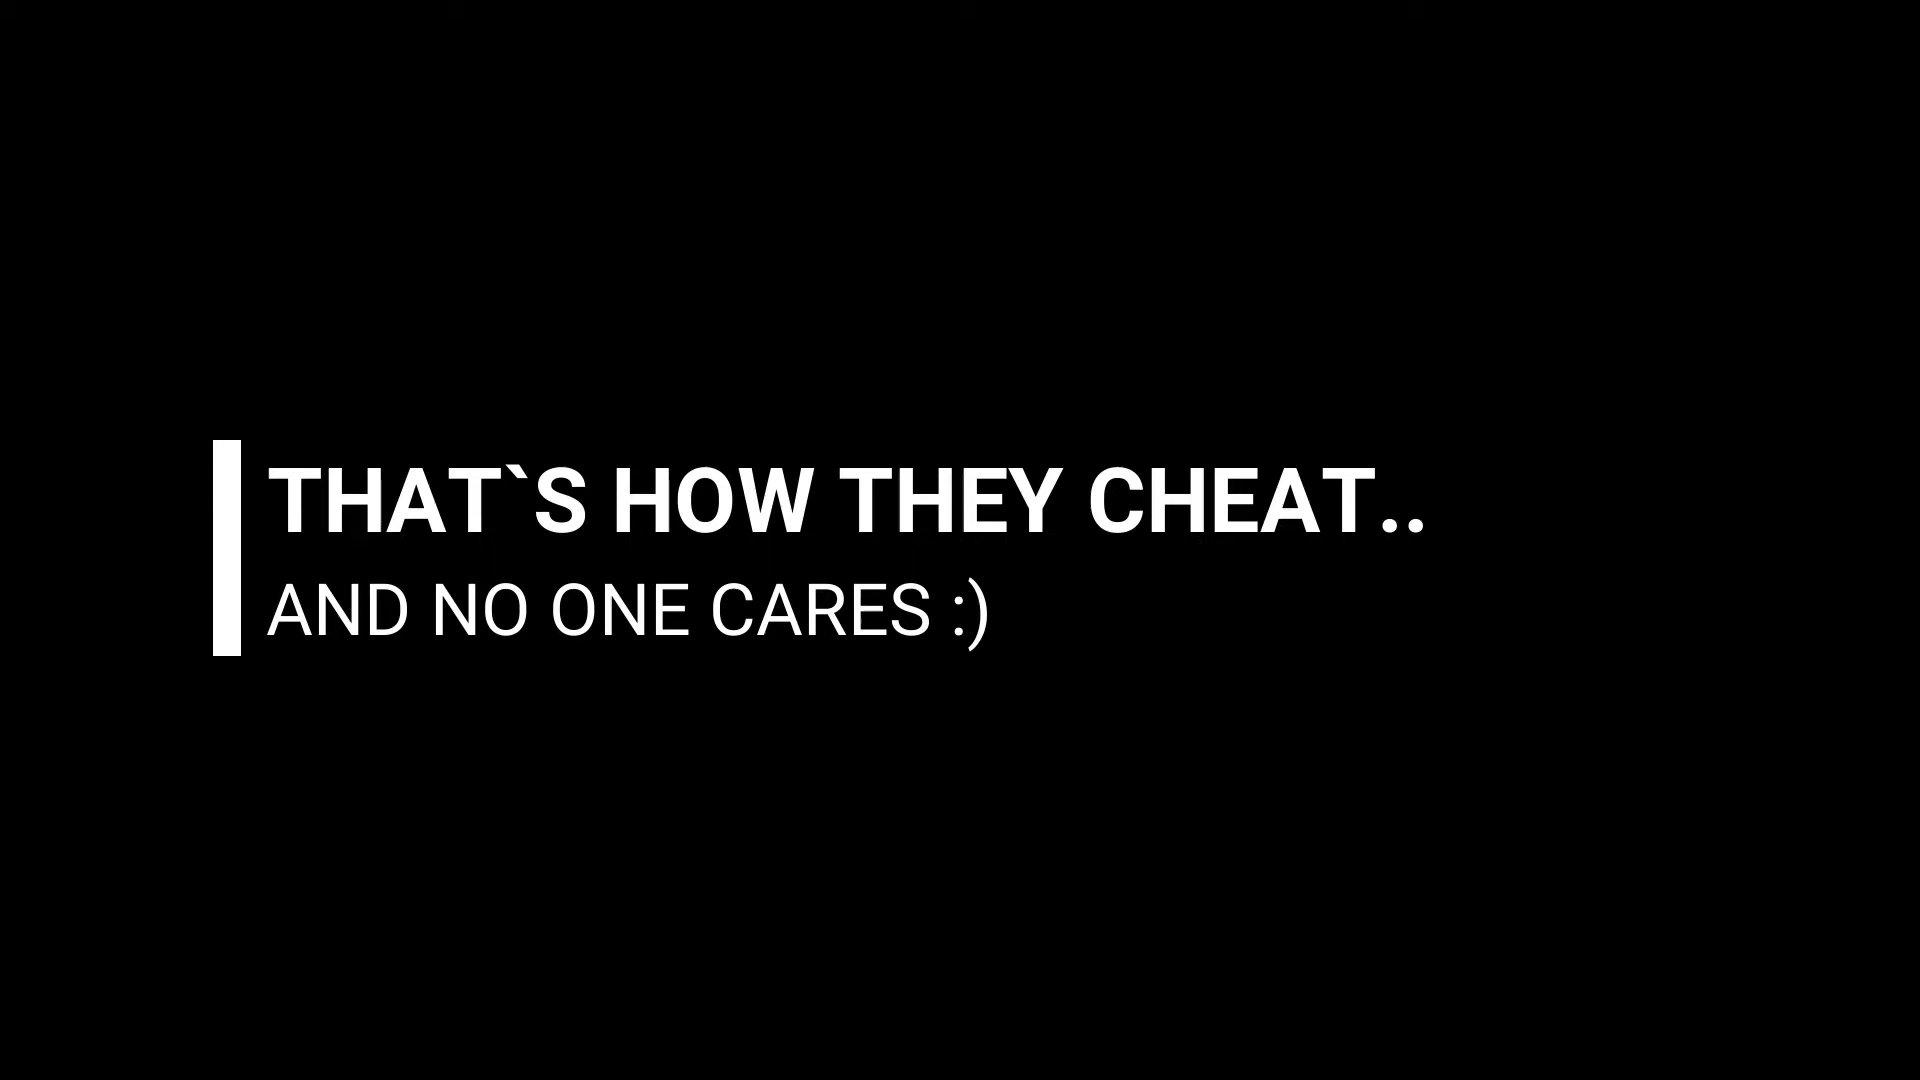 THAT`S HOW THEY CHEAT..
AND NO ONE CARES :)